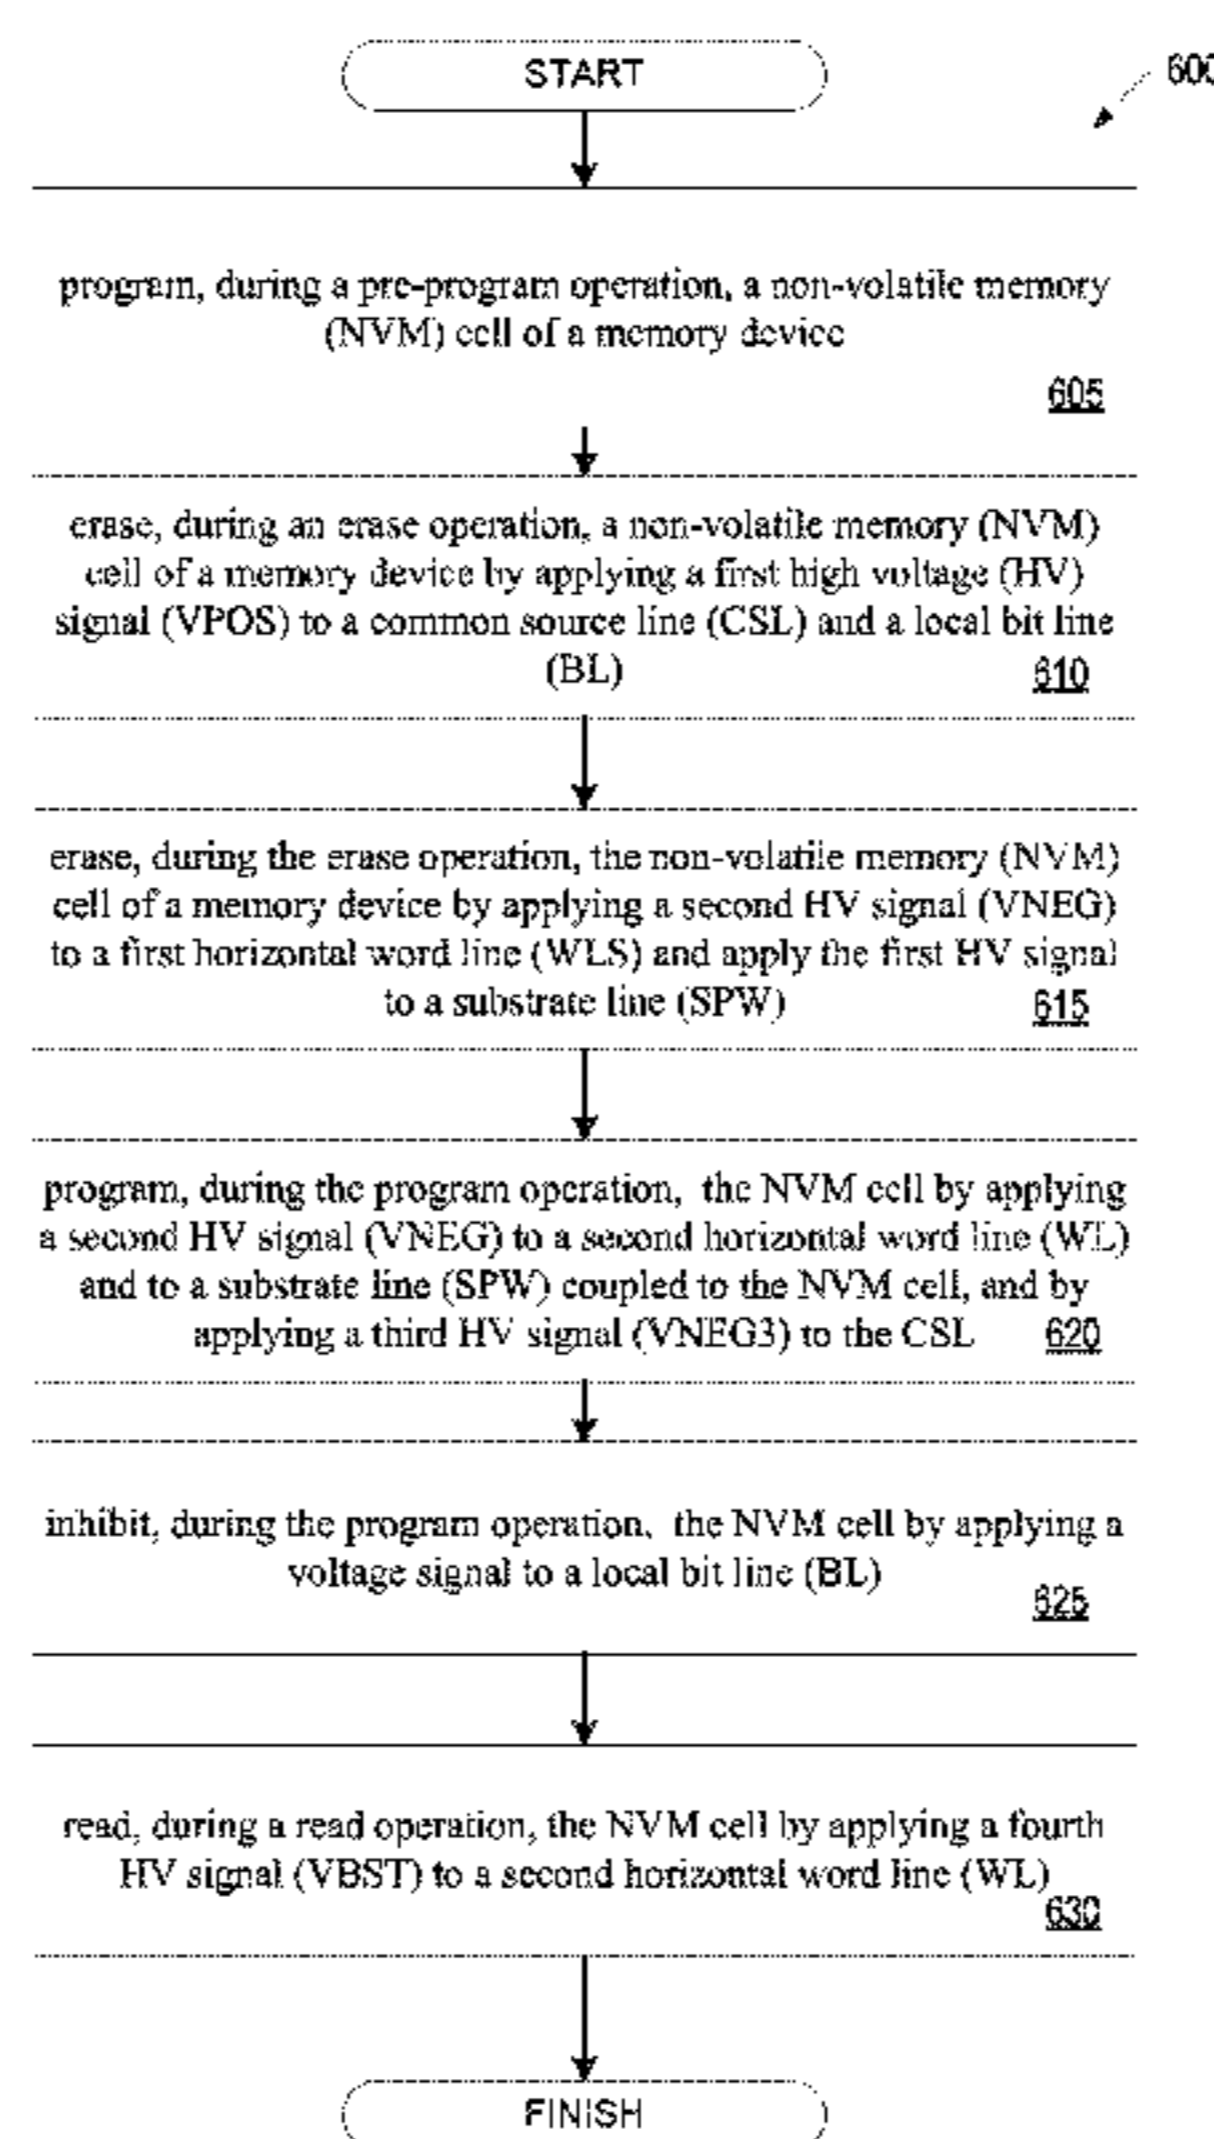 START
600
program, during a pre-program operation, a non-volatile memory
(NVM) cell of a memory device
605
erase, during an erase operation, a non-volatile memory (NVM)
cell of a memory device by applying a first high voltage (HV)
signal (VPOS) to a common source line (CSL) and a local bit line
(BL)
610
erase, during the erase operation, the non-volatile memory (NVM)
cell of a memory device by applying a second HV signal (VNEG)
to a first horizontal word line (WLS) and apply the first HV signal
to a substrate line (SPW)
615
program, during the program operation, the NVM cell by applying
a second HV signal (VNEG) to a second horizontal word line (WL)
and to a substrate line (SPW) coupled to the NVM cell, and by
applying a third HV signal (VNEG3) to the CSL
620
inhibit, during the program operation, the NVM cell by applying a
voltage signal to a local bit line (BL)
625
read, during a read operation, the NVM cell by applying a fourth
HV signal (VBST) to a second horizontal word line (WL)
630
FINISH